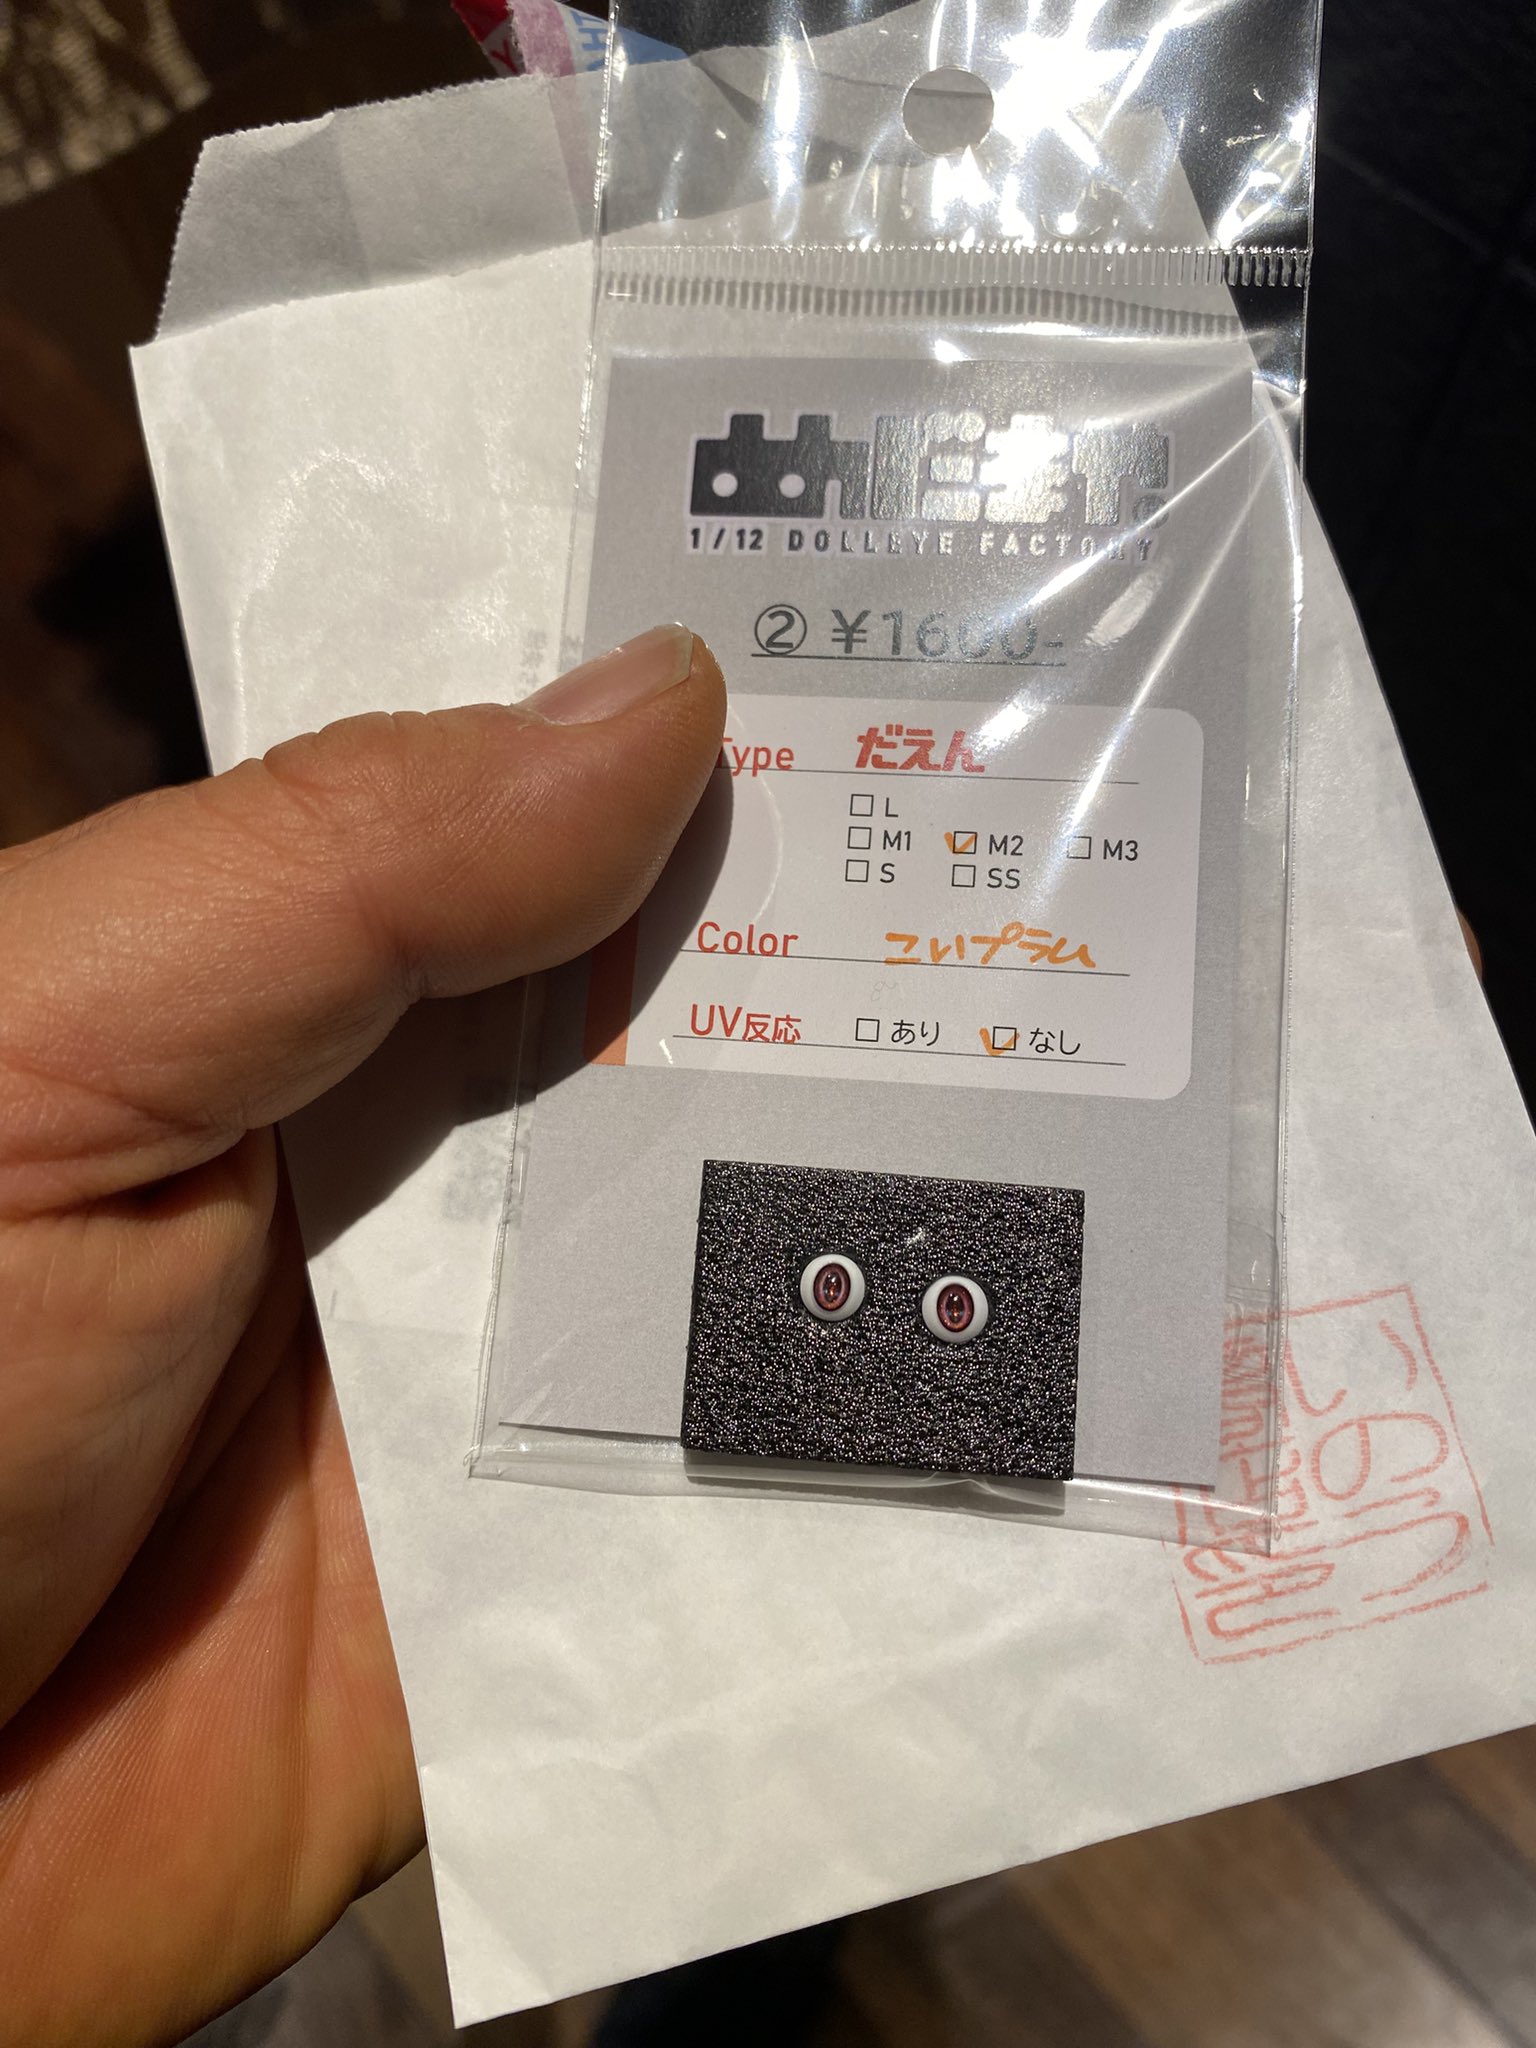 1/12 DOLLEYE FACTORY
② ¥1600-
Type だえん
□ L
□ M1 ☑ M2 □ M3
□ S □ SS
Color こいプラム
UV反応 □ あり ☑ なし